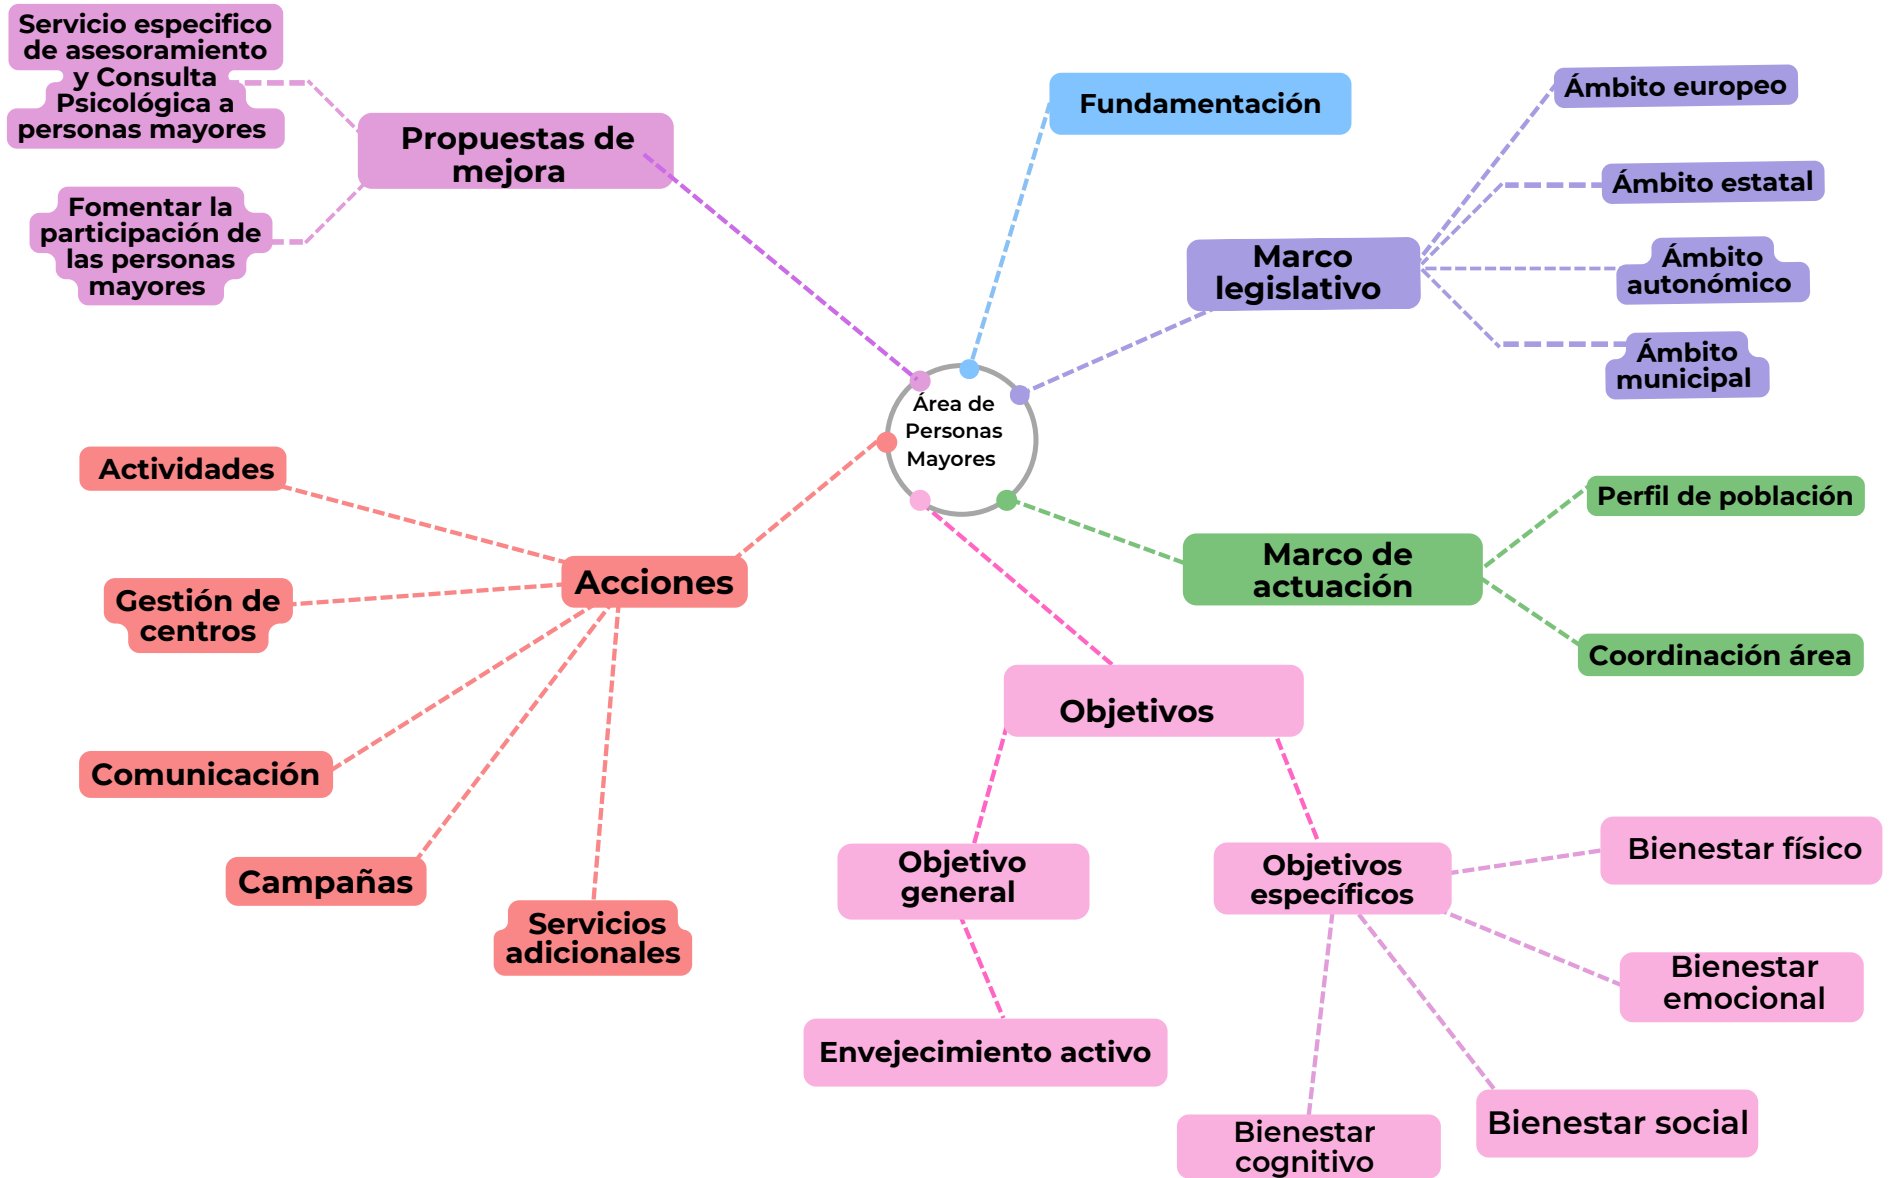 Servicio especifico
de asesoramiento
y Consulta
Psicológica a
personas mayores
Propuestas de
mejora
Fomentar la
participación de
las personas
mayores
Fundamentación
Ámbito europeo
Ámbito estatal
Marco
legislativo
Ámbito
autonómico
Ámbito
municipal
Área de
Personas
Mayores
Actividades
Gestión de
centros
Acciones
Comunicación
Campañas
Servicios
adicionales
Perfil de población
Marco de
actuación
Coordinación área
Objetivos
Objetivo
general
Envejecimiento activo
Objetivos
específicos
Bienestar físico
Bienestar
emocional
Bienestar social
Bienestar
cognitivo